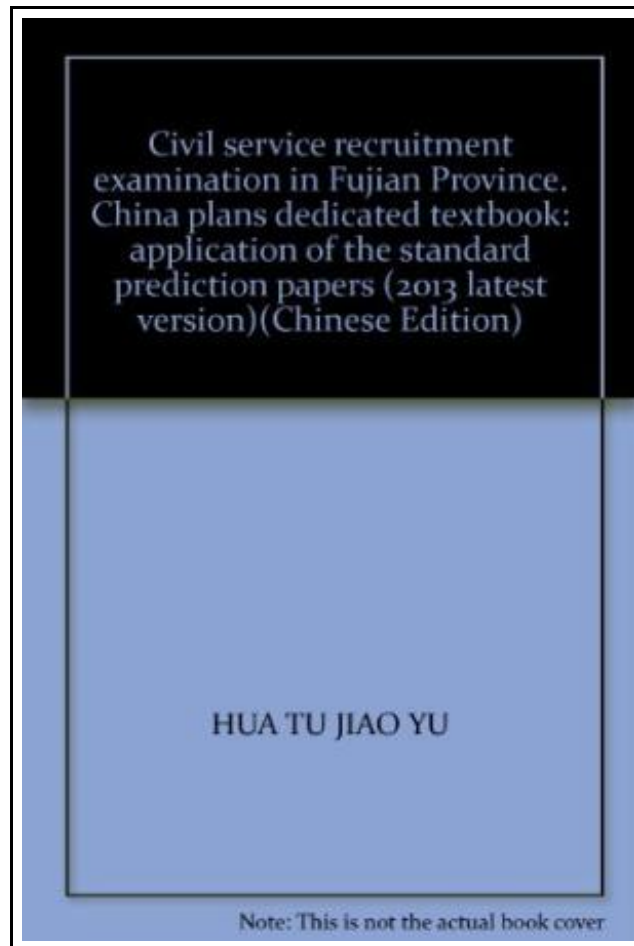 Civil service recruitment
examination in Fujian Province.
China plans dedicated textbook:
application of the standard
prediction papers (2013 latest
version)(Chinese Edition)
HUA TU JIAO YU
Note: This is not the actual book cover